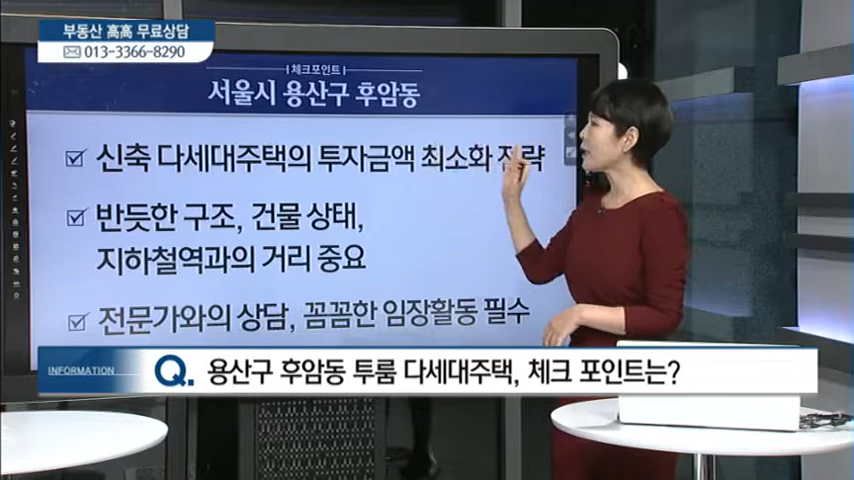 부동산 高高 무료상담
013-3366-8290
체크포인트
서울시 용산구 후암동
신축 다세대주택의 투자금액 최소화 전략
반듯한 구조, 건물 상태,
지하철역과의 거리 중요
전문가와의 상담, 꼼꼼한 임장활동 필수
INFORMATION
Q. 용산구 후암동 투룸 다세대주택, 체크 포인트는?